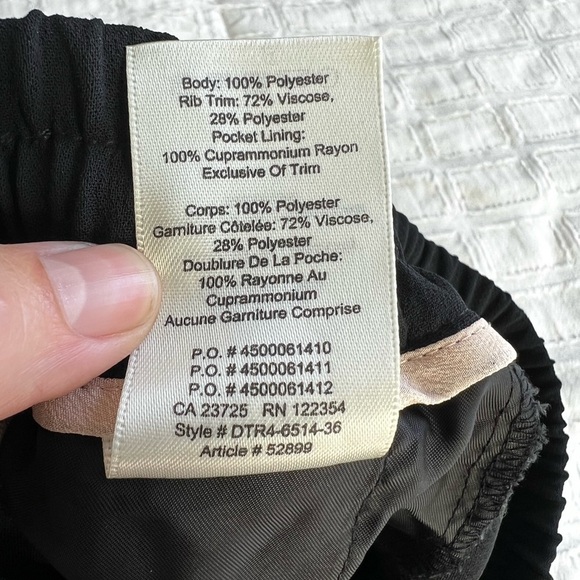 Body: 100% Polyester
Rib Trim: 72% Viscose,
28% Polyester
Pocket Lining:
100% Cuprammonium Rayon
Exclusive Of Trim
Corps: 100% Polyester
Garniture Côtelée: 72% Viscose,
28% Polyester
Doublure De La Poche:
100% Rayonne Au
Cuprammonium
Aucune Garniture Comprise
P.O. # 4500061410
P.O. # 4500061411
P.O. # 4500061412
CA 23725 RN 122354
Style # DTR4-6514-36
Article # 52899